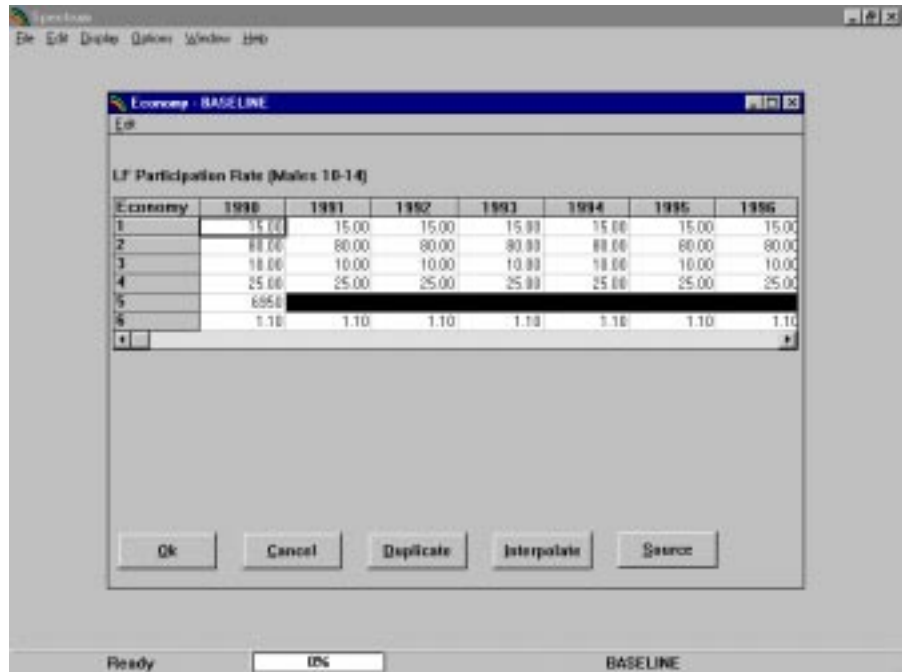 Spectrum
File Edit Display Options Window Help
Economy - BASELINE
Edit
LF Participation Rate (Males 10-14)
Economy 1990 1991 1992 1993 1994 1995 1996
1 15.00 15.00 15.00 15.00 15.00 15.00 15.00
2 80.00 80.00 80.00 80.00 80.00 80.00 80.00
3 10.00 10.00 10.00 10.00 10.00 10.00 10.00
4 25.00 25.00 25.00 25.00 25.00 25.00 25.00
5 6950
6 1.10 1.10 1.10 1.10 1.10 1.10 1.10
Ok Cancel Duplicate Interpolate Source
Ready 0% BASELINE